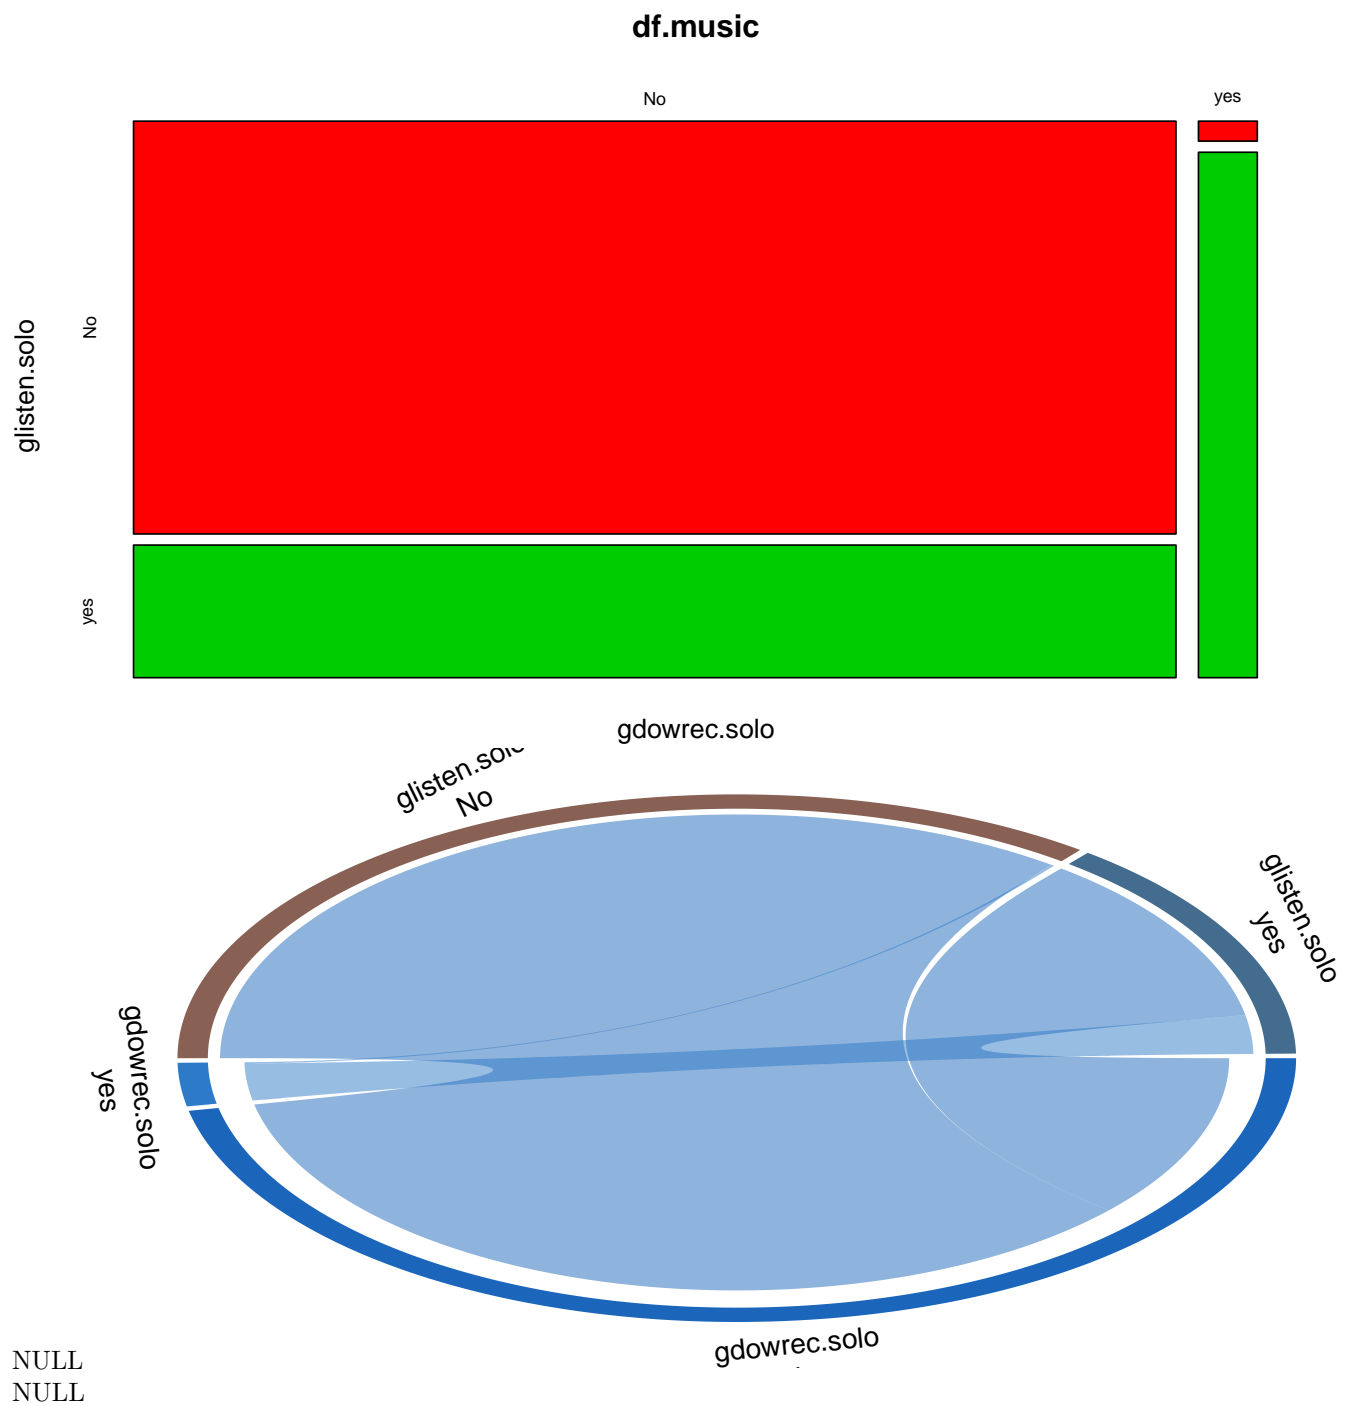 df.music
No
yes
glisten.solo
No
yes
gdowrec.solo
glisten.solo
No
glisten.solo
yes
gdowrec.solo
yes
gdowrec.solo
NULL
NULL